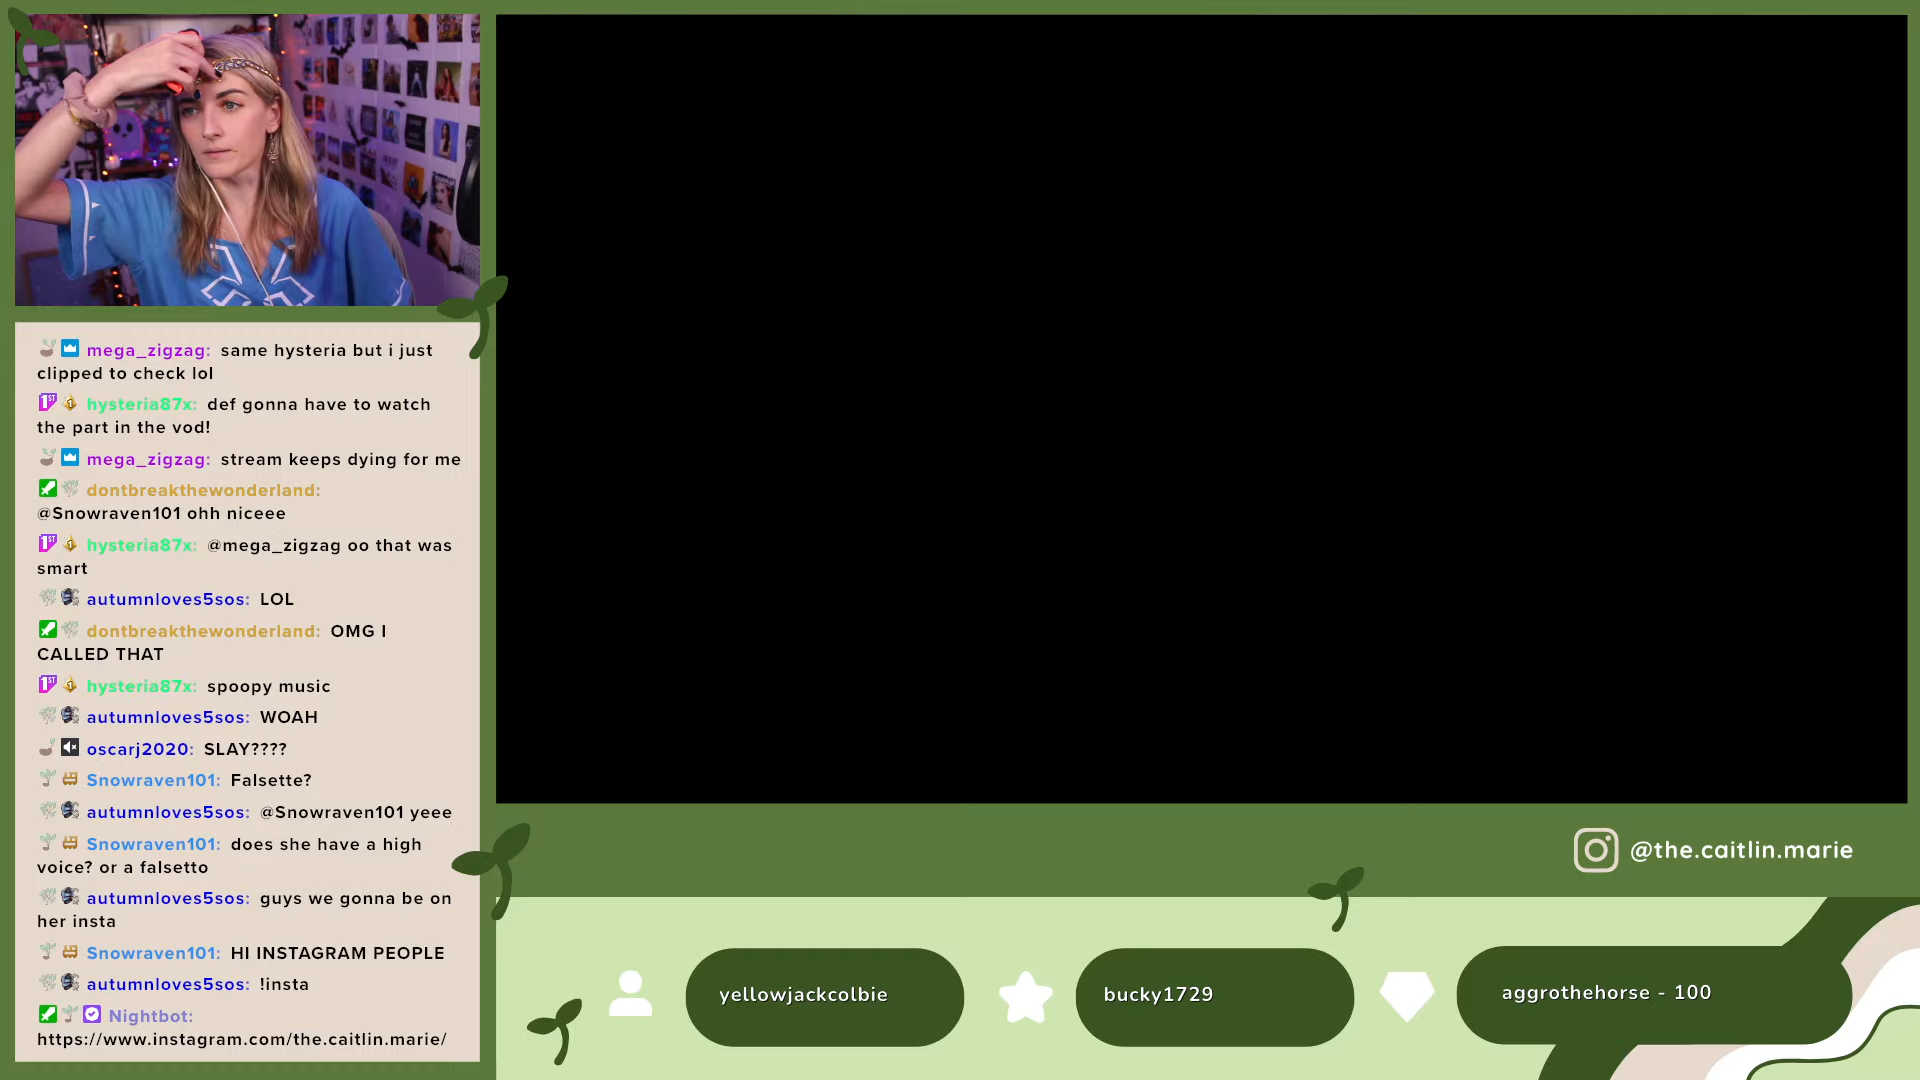 mega_zigzag: same hysteria but i just
clipped to check lol
hysteria87x: def gonna have to watch
the part in the vod!
mega_zigzag: stream keeps dying for me
dontbreakthewonderland:
@Snowraven101 ohh niceee
hysteria87x: @mega_zigzag oo that was
smart
autumnloves5sos: LOL
dontbreakthewonderland: OMG I
CALLED THAT
hysteria87x: spoopy music
autumnloves5sos: WOAH
oscarj2020: SLAY????
Snowraven101: Falsette?
autumnloves5sos: @Snowraven101 yeee
Snowraven101: does she have a high
voice? or a falsetto
autumnloves5sos: guys we gonna be on
her insta
Snowraven101: HI INSTAGRAM PEOPLE
autumnloves5sos: !insta
Nightbot:
https://www.instagram.com/the.caitlin.marie/
@the.caitlin.marie
yellowjackcolbie
bucky1729
aggrothehorse - 100